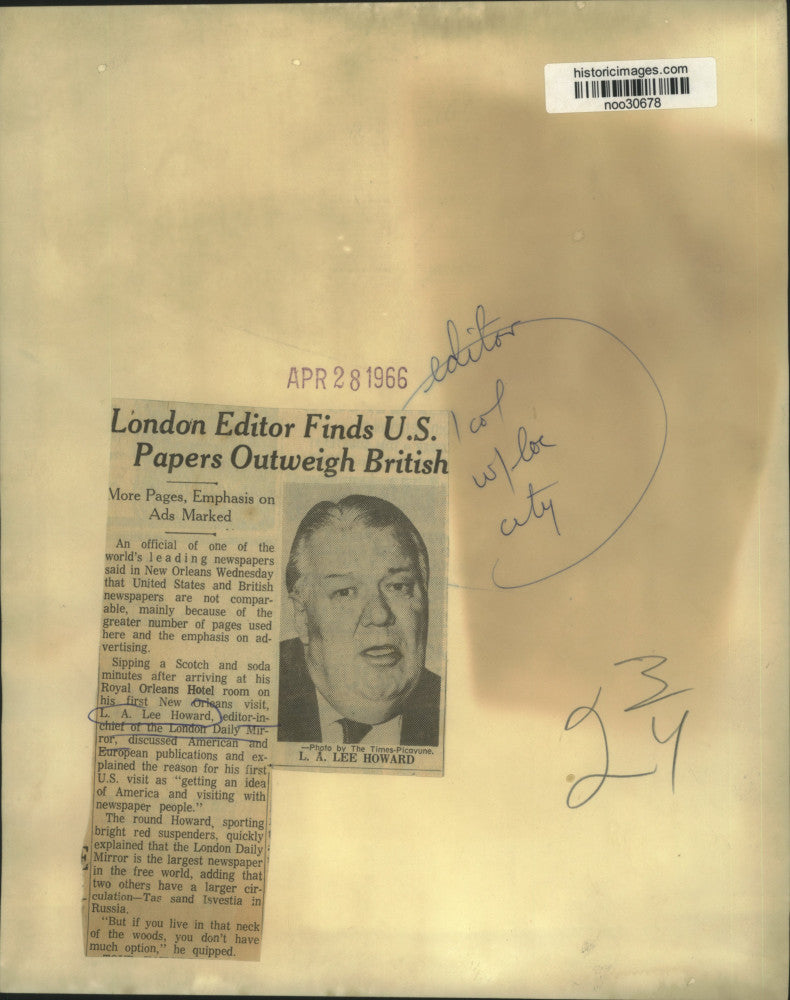 historicimages.com
noo30678
APR 28 1966
editor
1 col
w/loc
city
London Editor Finds U.S.
Papers Outweigh British
More Pages, Emphasis on
Ads Marked
An official of one of the
world's leading newspapers
said in New Orleans Wednesday
that United States and British
newspapers are not compar-
able, mainly because of the
greater number of pages used
here and the emphasis on ad-
vertising.
Sipping a Scotch and soda
minutes after arriving at his
Royal Orleans Hotel room on
his first New Orleans visit,
L. A. Lee Howard, editor-in-
chief of the London Daily Mir-
ror, discussed American and
European publications and ex-
plained the reason for his first
U.S. visit as "getting an idea
of America and visiting with
newspaper people."
The round Howard, sporting
bright red suspenders, quickly
explained that the London Daily
Mirror is the largest newspaper
in the free world, adding that
two others have a larger cir-
culation—Tas sand Isvestia in
Russia.
"But if you live in that neck
of the woods, you don't have
much option," he quipped.
—Photo by The Times-Picayune.
L. A. LEE HOWARD
2 3/4